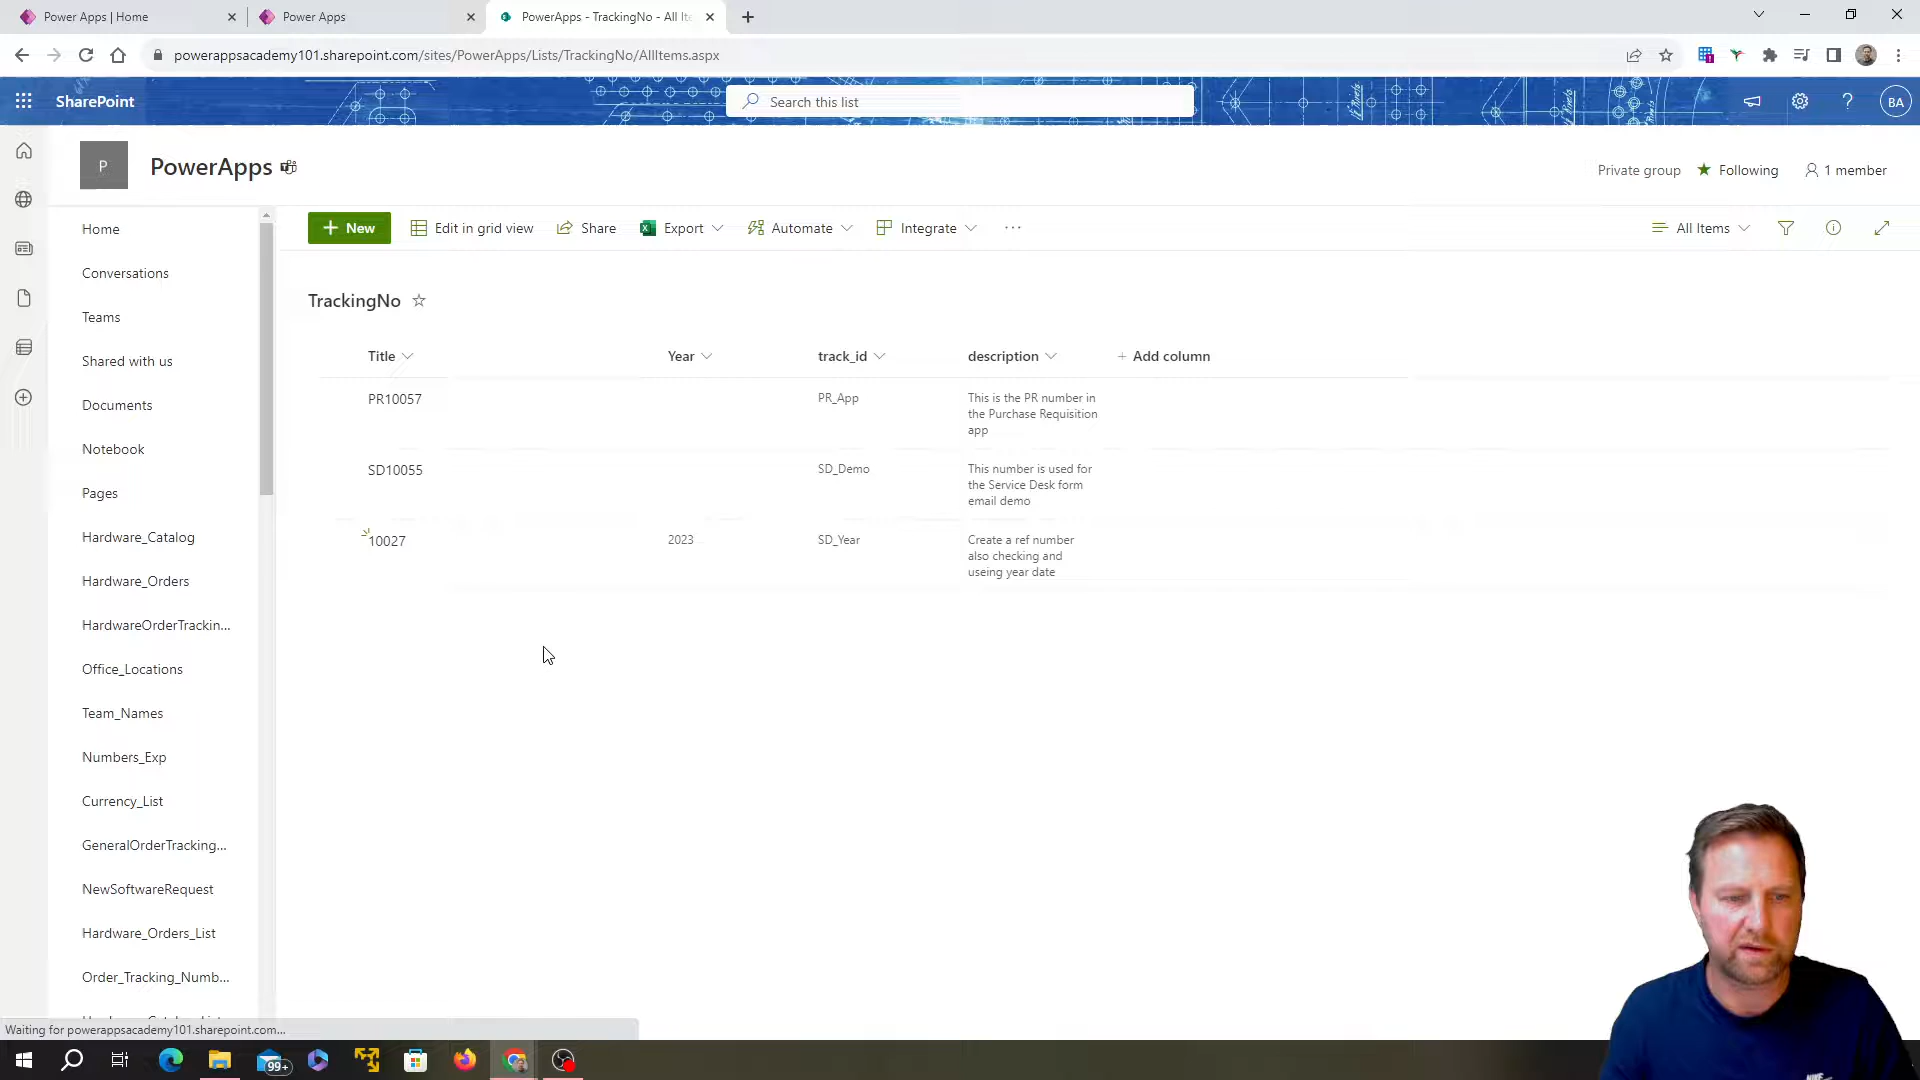 Power Apps | Home
Power Apps
PowerApps - TrackingNo - All Ite
powerappsacademy101.sharepoint.com/sites/PowerApps/Lists/TrackingNo/AllItems.aspx
SharePoint
Search this list
BA
P
PowerApps
Private group
Following
1 member
Home
Conversations
Teams
Shared with us
Documents
Notebook
Pages
Hardware_Catalog
Hardware_Orders
HardwareOrderTrackin...
Office_Locations
Team_Names
Numbers_Exp
Currency_List
GeneralOrderTracking...
NewSoftwareRequest
Hardware_Orders_List
Order_Tracking_Numb...
New
Edit in grid view
Share
Export
Automate
Integrate
...
All Items
TrackingNo
Title
Year
track_id
description
+ Add column
PR10057
PR_App
This is the PR number in
the Purchase Requisition
app
SD10055
SD_Demo
This number is used for
the Service Desk form
email demo
10027
2023
SD_Year
Create a ref number
also checking and
useing year date
Waiting for powerappsacademy101.sharepoint.com...
99+